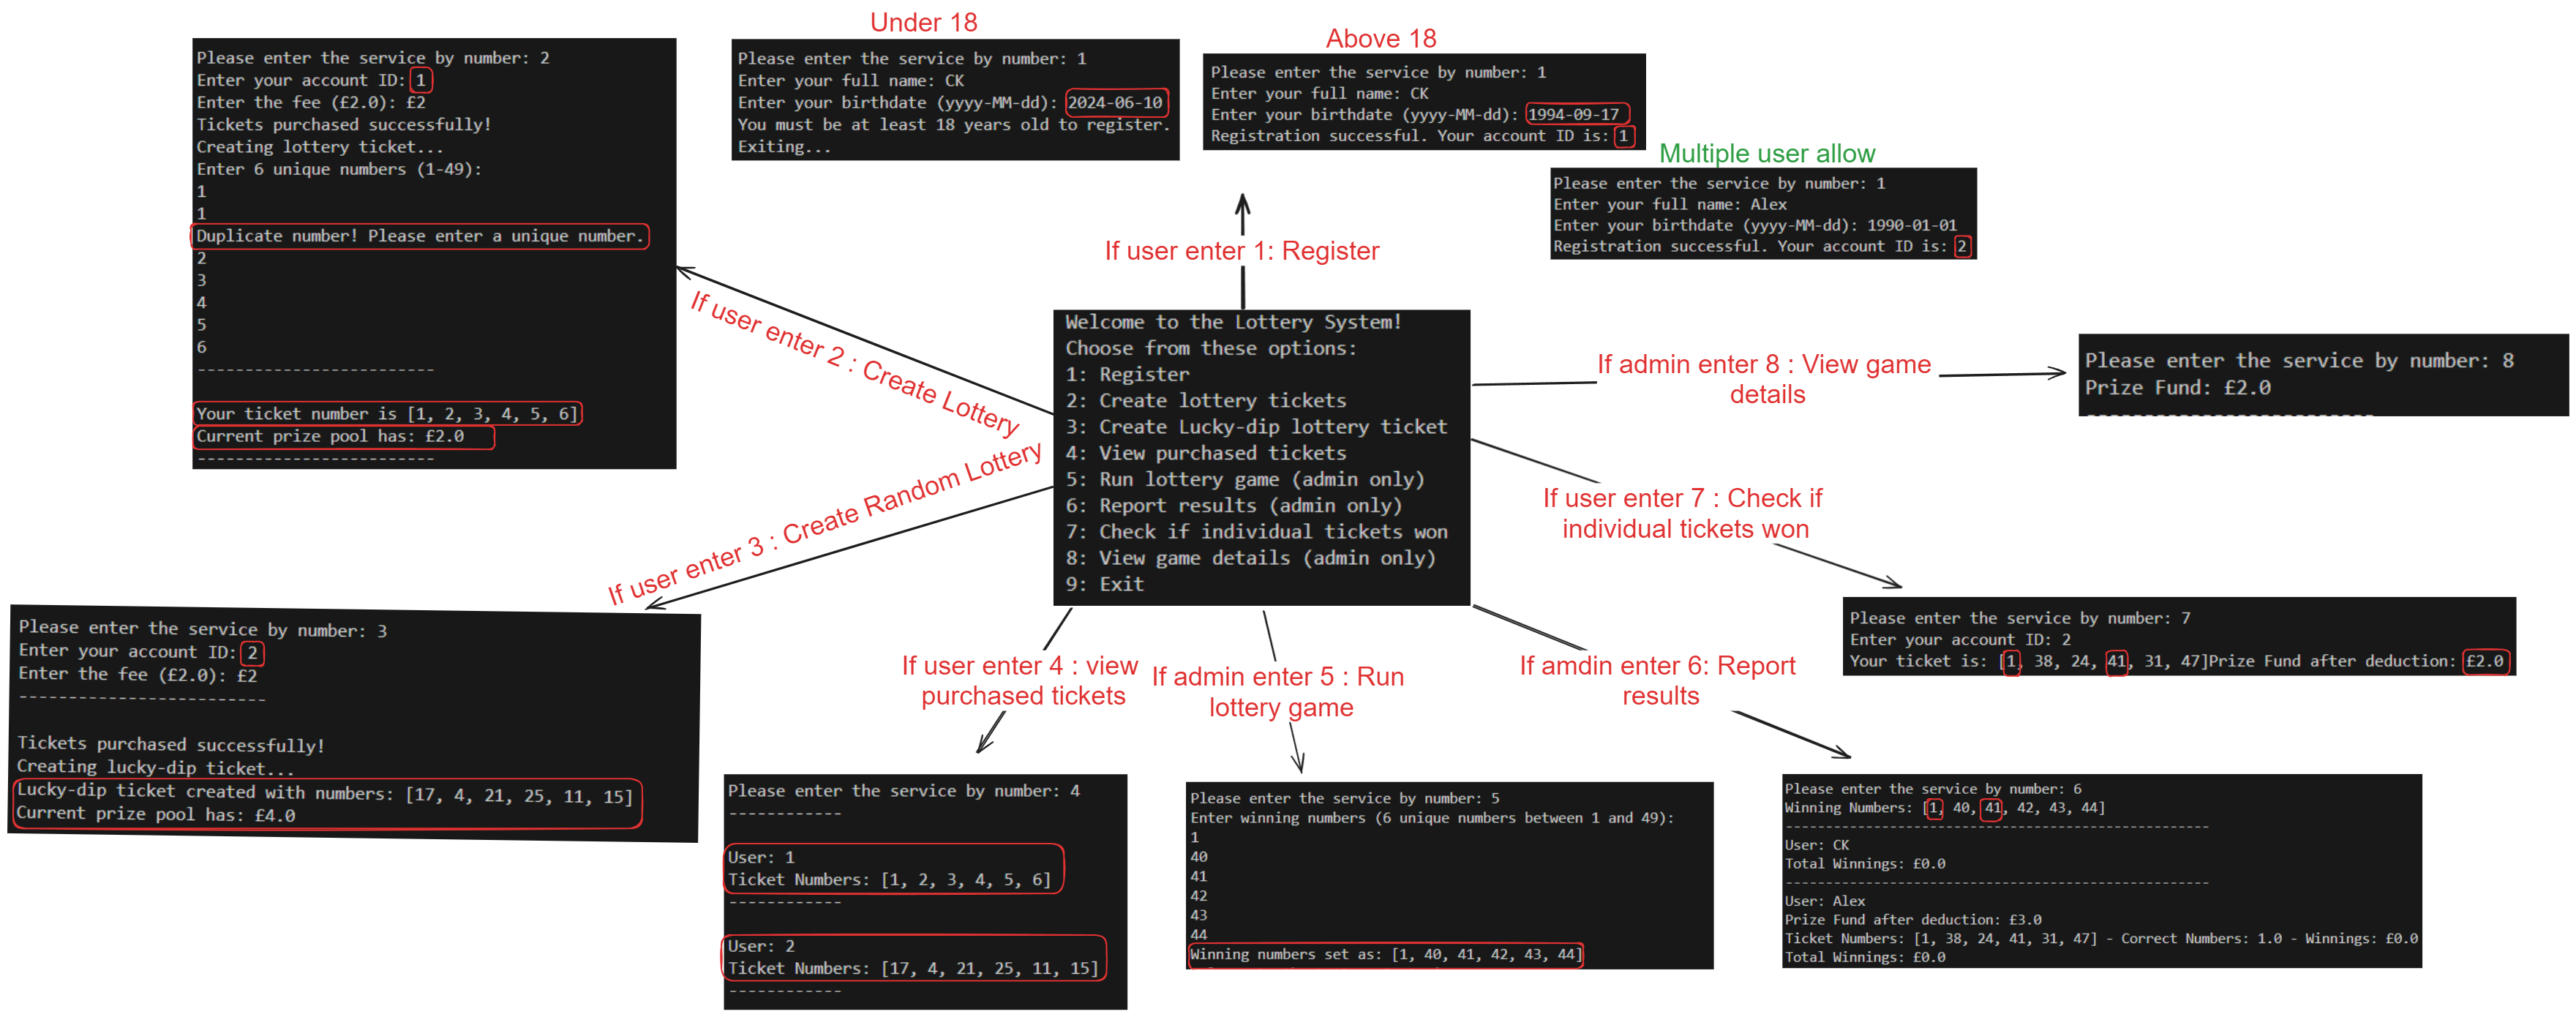 Under 18
Please enter the service by number: 1
Enter your full name: CK
Enter your birthdate (yyyy-MM-dd): 2024-06-10
You must be at least 18 years old to register.
Exiting...
Above 18
Please enter the service by number: 1
Enter your full name: CK
Enter your birthdate (yyyy-MM-dd): 1994-09-17
Registration successful. Your account ID is: 1
Multiple user allow
Please enter the service by number: 1
Enter your full name: Alex
Enter your birthdate (yyyy-MM-dd): 1990-01-01
Registration successful. Your account ID is: 2
Please enter the service by number: 2
Enter your account ID: 1
Enter the fee (£2.0): £2
Tickets purchased successfully!
Creating lottery ticket...
Enter 6 unique numbers (1-49):
1
1
Duplicate number! Please enter a unique number.
2
3
4
5
6
-------------------------
Your ticket number is [1, 2, 3, 4, 5, 6]
Current prize pool has: £2.0
-------------------------
If user enter 1: Register
If user enter 2 : Create Lottery
Welcome to the Lottery System!
Choose from these options:
1: Register
2: Create lottery tickets
3: Create Lucky-dip lottery ticket
4: View purchased tickets
5: Run lottery game (admin only)
6: Report results (admin only)
7: Check if individual tickets won
8: View game details (admin only)
9: Exit
If admin enter 8 : View game
details
Please enter the service by number: 8
Prize Fund: £2.0
-------------------------
If user enter 7 : Check if
individual tickets won
Please enter the service by number: 7
Enter your account ID: 2
Your ticket is: [1, 38, 24, 41, 31, 47]Prize Fund after deduction: £2.0
If user enter 3 : Create Random Lottery
Please enter the service by number: 3
Enter your account ID: 2
Enter the fee (£2.0): £2
-------------------------
Tickets purchased successfully!
Creating lucky-dip ticket...
Lucky-dip ticket created with numbers: [17, 4, 21, 25, 11, 15]
Current prize pool has: £4.0
If user enter 4 : view
purchased tickets
Please enter the service by number: 4
------------
User: 1
Ticket Numbers: [1, 2, 3, 4, 5, 6]
------------
User: 2
Ticket Numbers: [17, 4, 21, 25, 11, 15]
------------
If admin enter 5 : Run
lottery game
Please enter the service by number: 5
Enter winning numbers (6 unique numbers between 1 and 49):
1
40
41
42
43
44
Winning numbers set as: [1, 40, 41, 42, 43, 44]
If amdin enter 6: Report
results
Please enter the service by number: 6
Winning Numbers: [1, 40, 41, 42, 43, 44]
----------------------------------------------------
User: CK
Total Winnings: £0.0
----------------------------------------------------
User: Alex
Prize Fund after deduction: £3.0
Ticket Numbers: [1, 38, 24, 41, 31, 47] - Correct Numbers: 1.0 - Winnings: £0.0
Total Winnings: £0.0